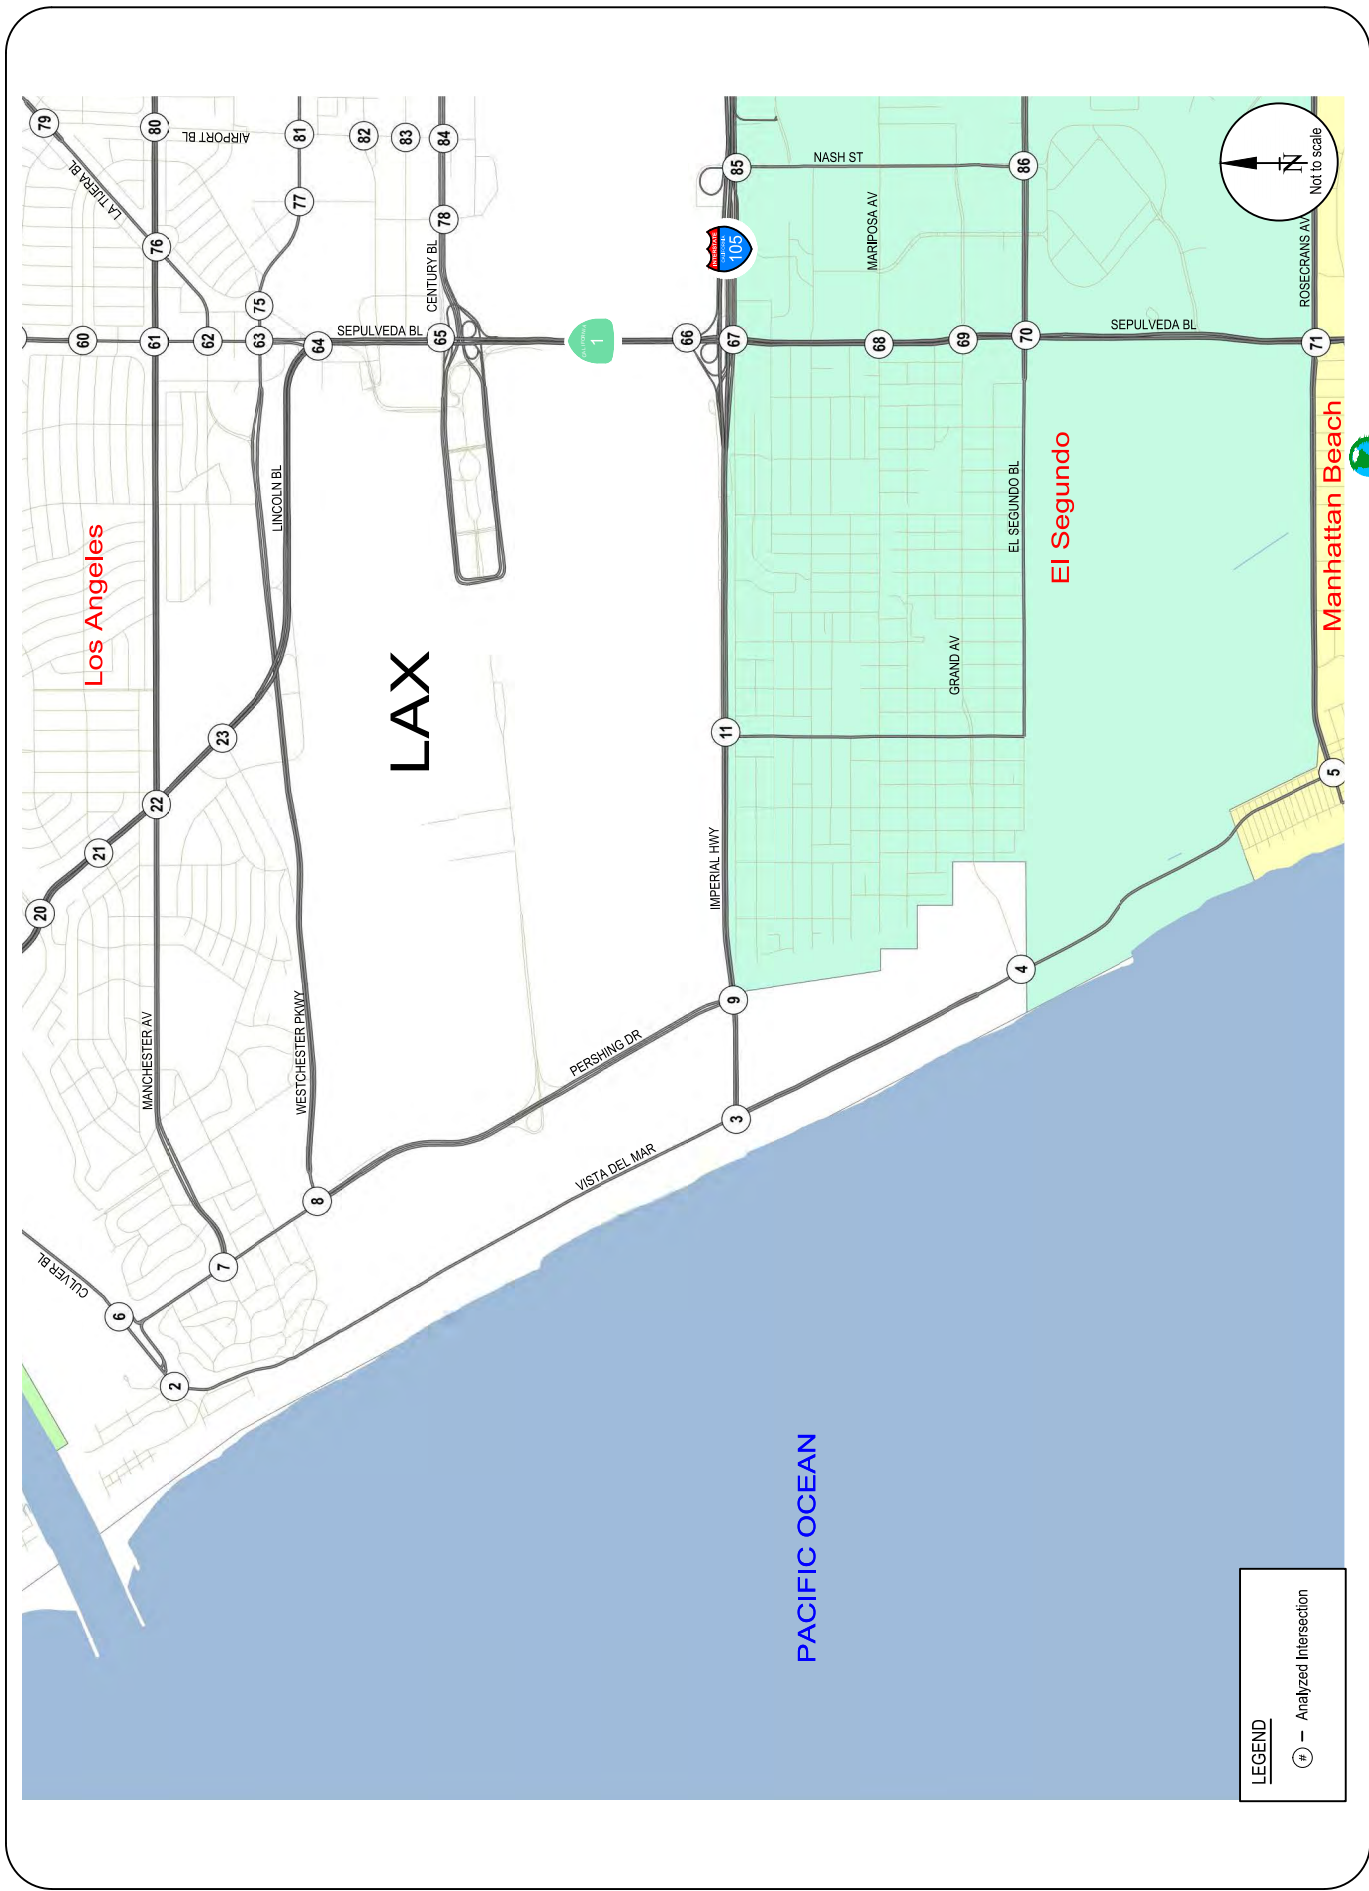 79
80
81
82
83
84
85
86
LA TIJERA BL
AIRPORT BL
NASH ST
N
Not to scale
76
77
78
CENTURY BL
INTERSTATE
CALIFORNIA
105
MARIPOSA AV
ROSECRANS AV
75
60
61
62
63
64
SEPULVEDA BL
65
CALIFORNIA
1
66
67
68
69
70
SEPULVEDA BL
71
Los Angeles
LINCOLN BL
EL SEGUNDO BL
El Segundo
Manhattan Beach
LAX
GRAND AV
23
11
5
22
21
20
IMPERIAL HWY
MANCHESTER AV
WESTCHESTER PKWY
PERSHING DR
9
4
3
VISTA DEL MAR
8
7
6
CULVER BL
2
PACIFIC OCEAN
LEGEND
# – Analyzed Intersection